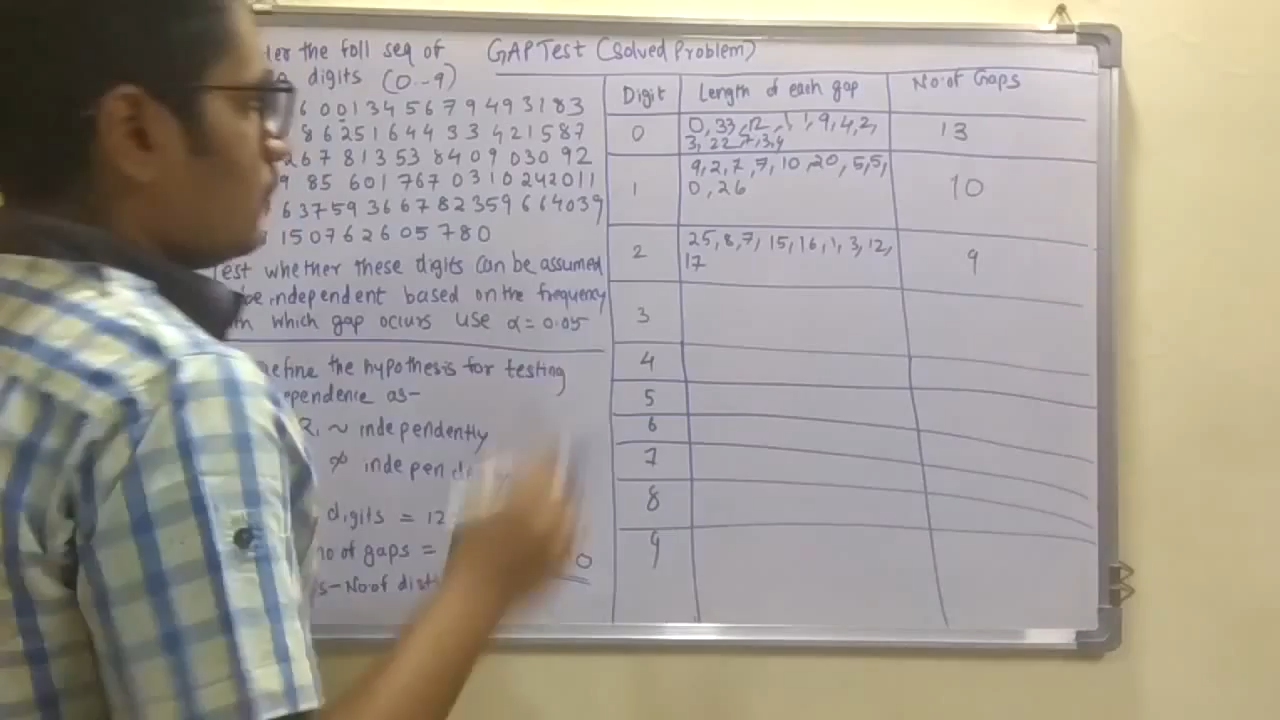 the foll seq of
digits (0-9)
6 0 0 1 3 4 5 6 7 9 4 9 3 1 8 3
8 6 2 5 1 6 4 4 3 3 4 2 1 5 8 7
2 6 7 8 1 3 5 3 8 4 0 9 0 3 0 9 2
9 8 5 6 0 1 7 6 7 0 3 1 0 2 4 2 0 1 1
6 3 7 5 9 3 6 6 7 8 2 3 5 9 6 6 4 0 3 9
1 5 0 7 6 2 6 0 5 7 8 0
Test whether these digits can be assumed
be independent based on the frequency
which gap occurs Use α = 0.05
efine the hypothesis for testing
ependence as-
~ independently
≁ indepen
digits = 12
no of gaps =
0
s-No.of disti
GAP Test (Solved Problem)
Digit Length of each gap No.of Gaps
0 0, 33, 12, 1, 1, 9, 4, 2, 13
3, 22, 7, 3, 4
1 9, 2, 7, 7, 10, 20, 5, 5, 10
0, 26
2 25, 8, 7, 15, 16, 1, 3, 12, 9
17
3
4
5
6
7
8
9